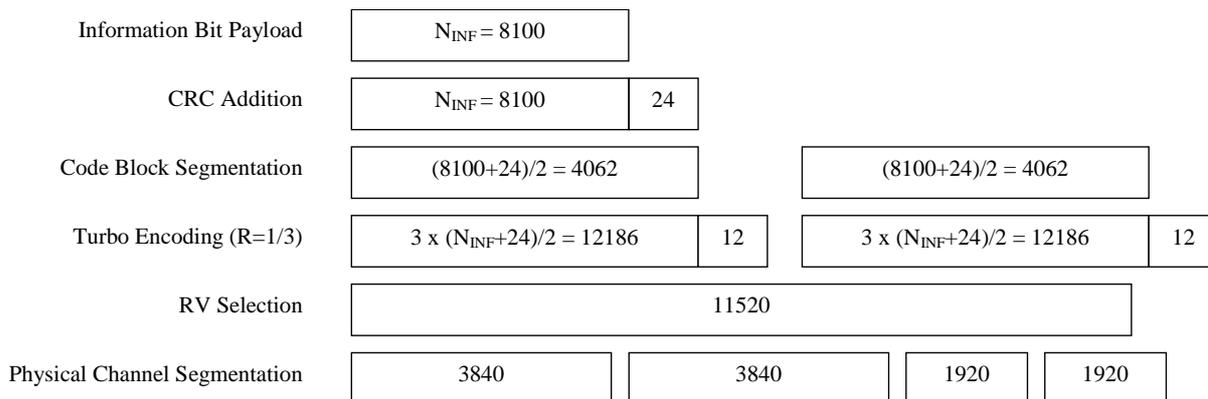 Information Bit Payload N_INF = 8100
CRC Addition N_INF = 8100 24
Code Block Segmentation (8100+24)/2 = 4062 (8100+24)/2 = 4062
Turbo Encoding (R=1/3) 3 x (N_INF+24)/2 = 12186 12 3 x (N_INF+24)/2 = 12186 12
RV Selection 11520
Physical Channel Segmentation 3840 3840 1920 1920